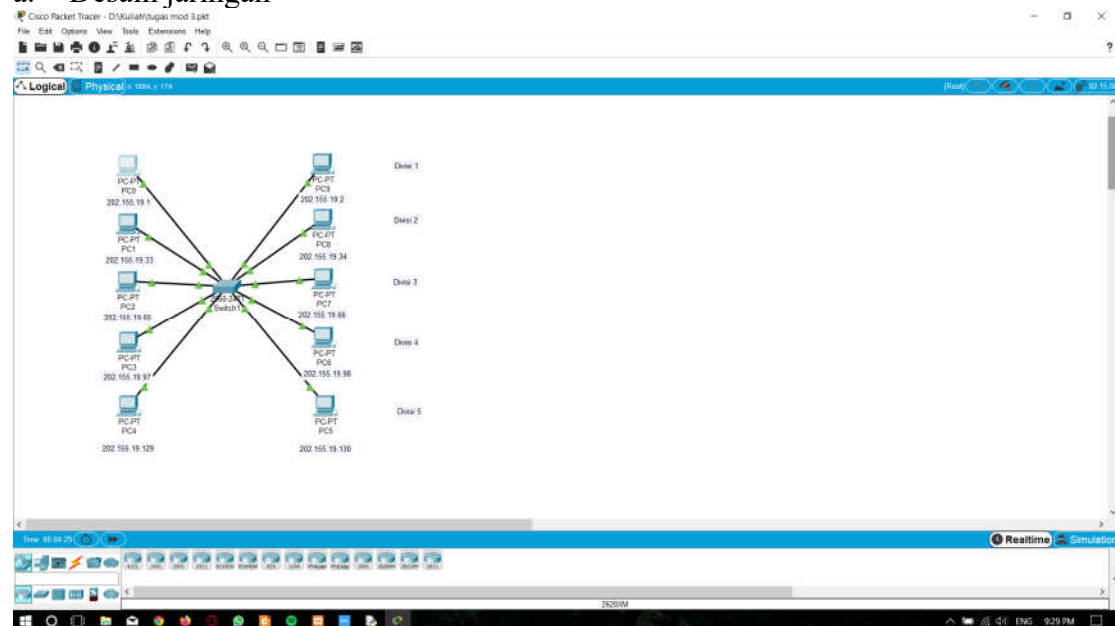 a. Desain jaringan
Cisco Packet Tracer - D:\Kuliah\tugas mod 3.pkt
File Edit Options View Tools Extensions Help
Logical Physical x: 1884, y: 174
[Root]
PC-PT
PC0
202.155.19.1
PC-PT
PC9
202.155.19.2
Divisi 1
PC-PT
PC1
202.155.19.33
PC-PT
PC8
202.155.19.34
Divisi 2
PC-PT
PC2
202.155.19.65
PC-PT
PC7
202.155.19.66
Divisi 3
2960-24TT
Switch1
PC-PT
PC3
202.155.19.97
PC-PT
PC6
202.155.19.98
Divisi 4
PC-PT
PC4
202.155.19.129
PC-PT
PC5
202.155.19.130
Divisi 5
Realtime Simulation
2620XM
ENG 9:29 PM